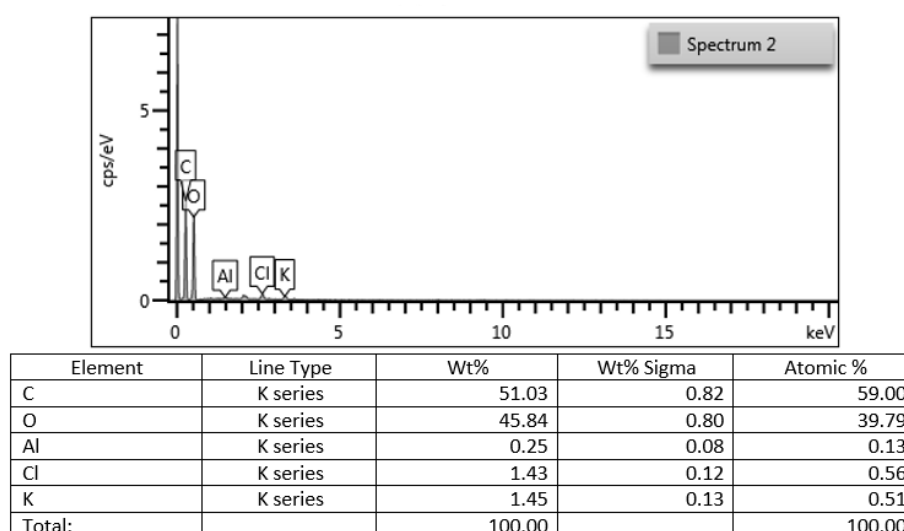 Spectrum 2
5
cps/eV
C
O
Al
Cl
K
0
0
5
10
15
keV
Element Line Type Wt% Wt% Sigma Atomic %
C K series 51.03 0.82 59.00
O K series 45.84 0.80 39.79
Al K series 0.25 0.08 0.13
Cl K series 1.43 0.12 0.56
K K series 1.45 0.13 0.51
Total: 100.00 100.00